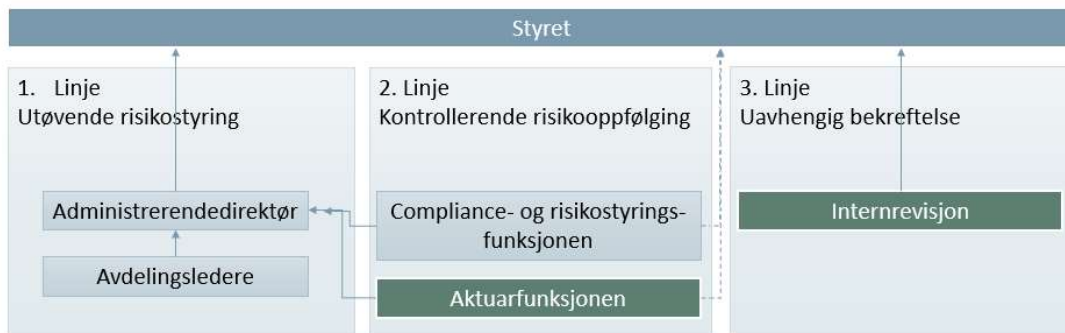 Styret
1. Linje
Utøvende risikostyring
Administrerendedirektør
Avdelingsledere
2. Linje
Kontrollerende risikooppfølging
Compliance- og risikostyrings-
funksjonen
Aktuarfunksjonen
3. Linje
Uavhengig bekreftelse
Internrevisjon